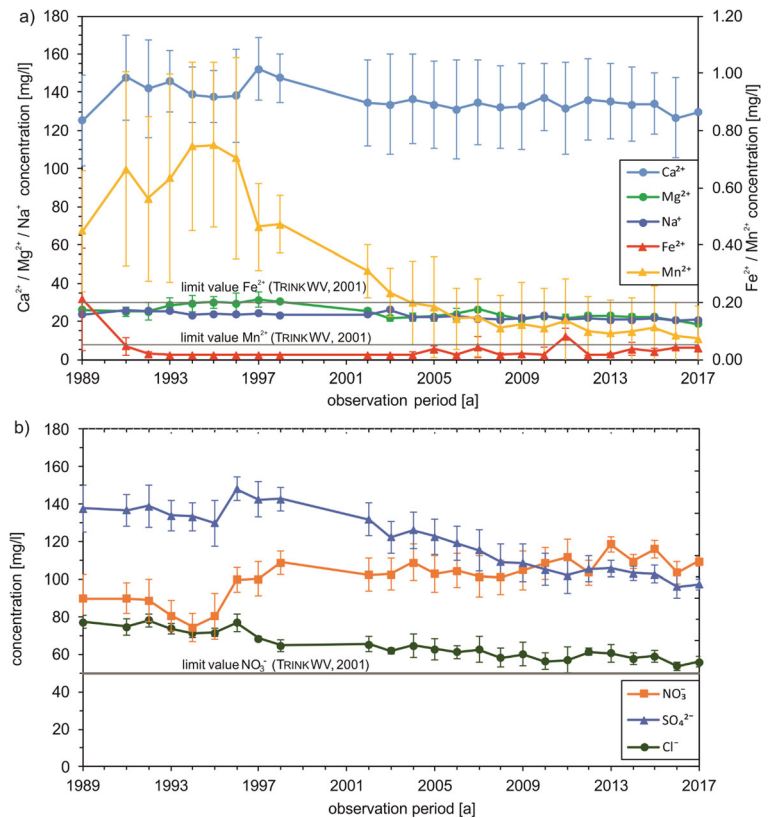 a)
180
160
140
120
100
80
60
40
20
0
Ca²⁺ / Mg²⁺ / Na⁺ concentration [mg/l]
1.20
1.00
0.80
0.60
0.40
0.20
0.00
Fe²⁺ / Mn²⁺ concentration [mg/l]
Ca²⁺
Mg²⁺
Na⁺
Fe²⁺
Mn²⁺
limit value Fe²⁺ (TRINKWV, 2001)
limit value Mn²⁺ (TRINKWV, 2001)
1989 1993 1997 2001 2005 2009 2013 2017
observation period [a]
b)
180
160
140
120
100
80
60
40
20
0
concentration [mg/l]
limit value NO₃⁻ (TRINKWV, 2001)
NO₃⁻
SO₄²⁻
Cl⁻
1989 1993 1997 2001 2005 2009 2013 2017
observation period [a]